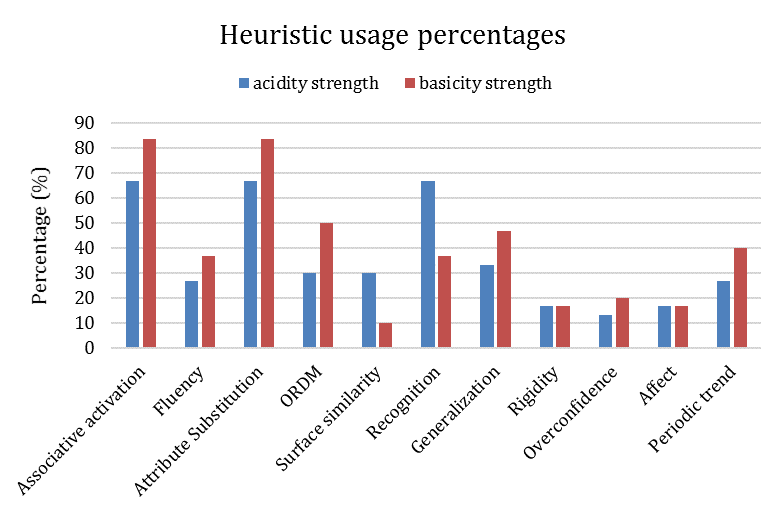 Heuristic usage percentages
acidity strength basicity strength
Percentage (%)
90
80
70
60
50
40
30
20
10
0
Associative activation
Fluency
Attribute Substitution
ORDM
Surface similarity
Recognition
Generalization
Rigidity
Overconfidence
Affect
Periodic trend